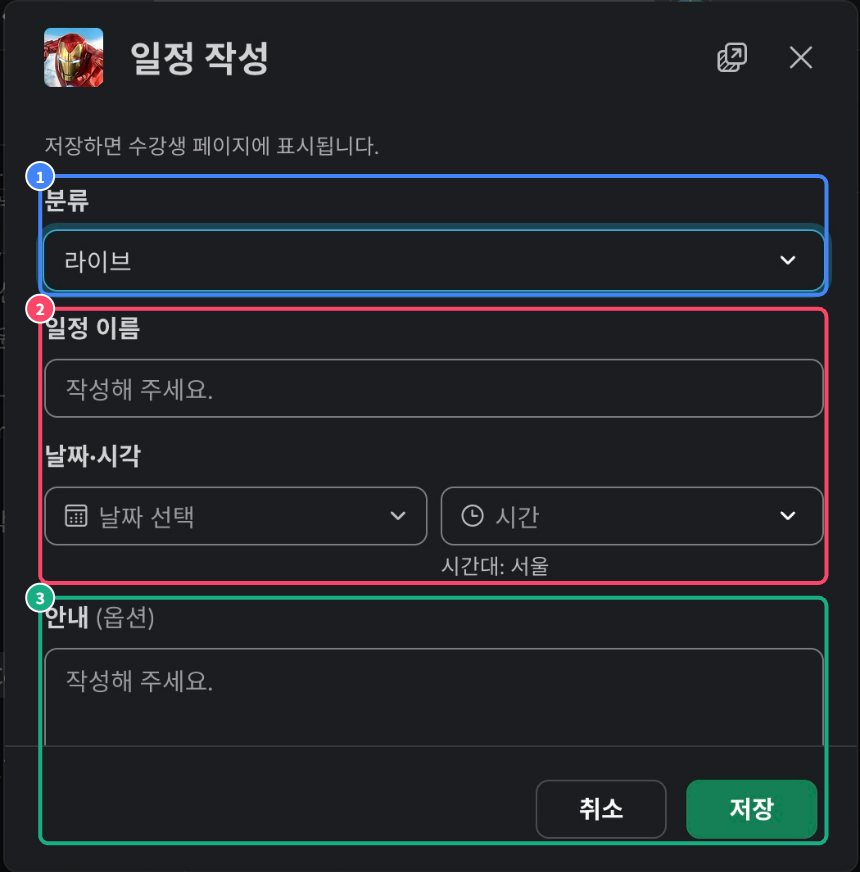 일정 작성
저장하면 수강생 페이지에 표시됩니다.
1
분류
라이브
2
일정 이름
작성해 주세요.
날짜·시각
날짜 선택
시간
시간대: 서울
3
안내 (옵션)
작성해 주세요.
취소
저장